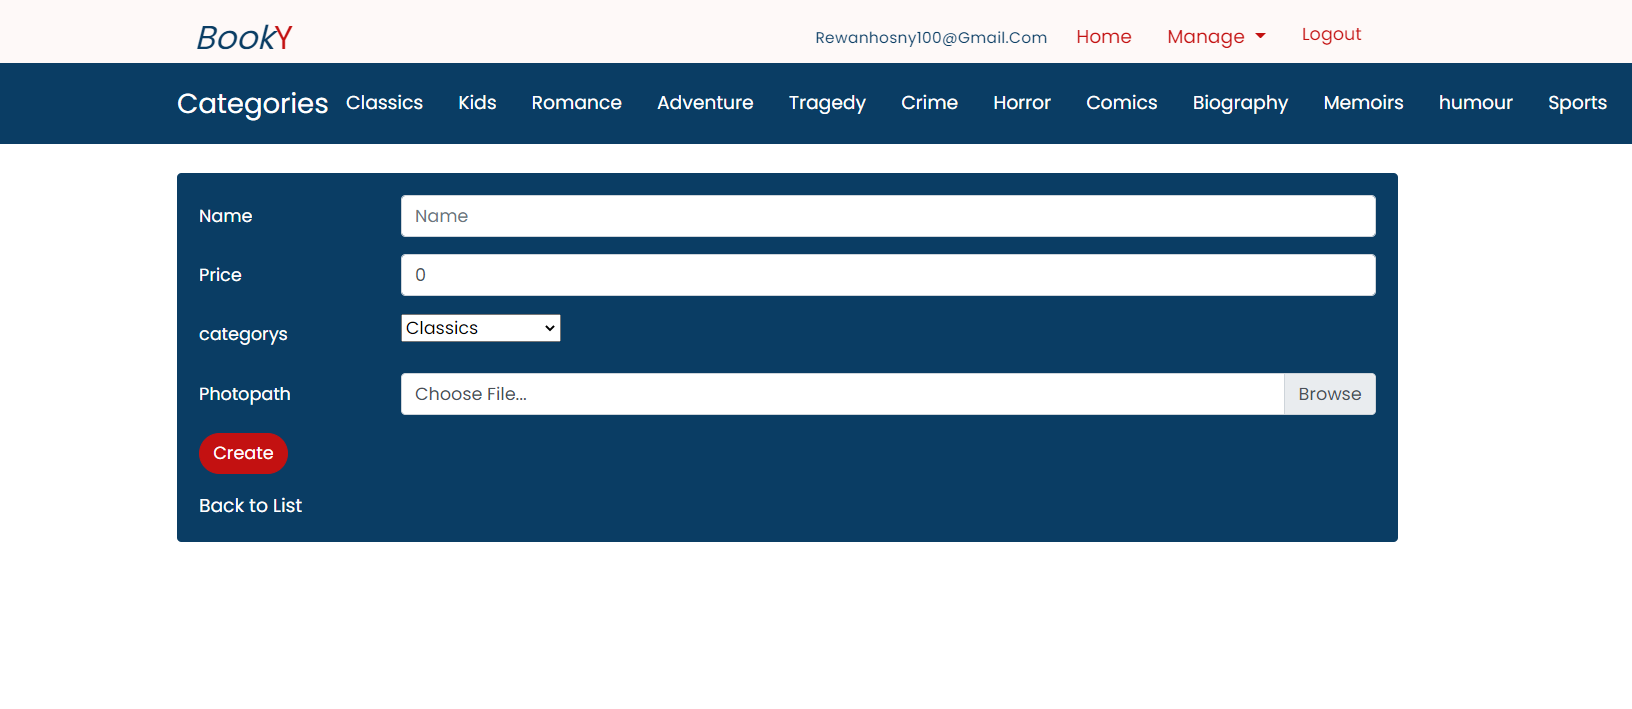 BookY Rewanhosny100@Gmail.Com Home Manage Logout
Categories Classics Kids Romance Adventure Tragedy Crime Horror Comics Biography Memoirs humour Sports
Name Name
Price 0
categorys Classics
Photopath Choose File... Browse
Create
Back to List